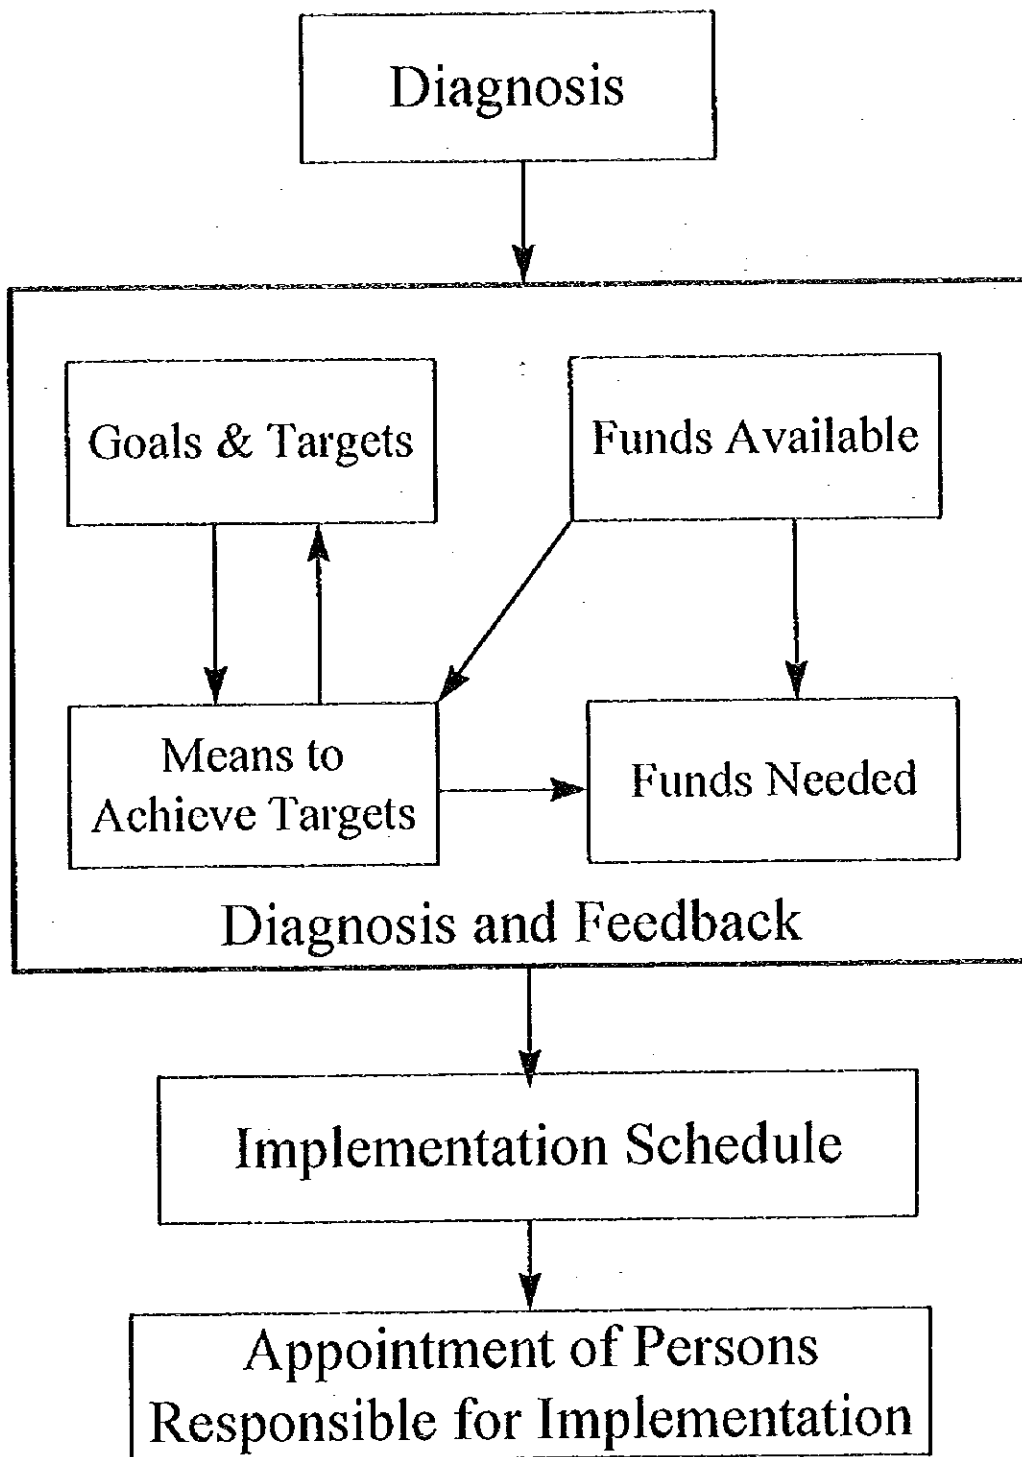 Diagnosis
Goals & Targets
Funds Available
Means to
Achieve Targets
Funds Needed
Diagnosis and Feedback
Implementation Schedule
Appointment of Persons
Responsible for Implementation